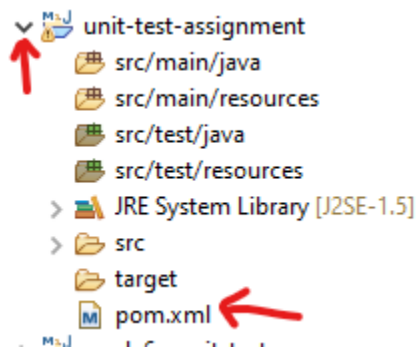 unit-test-assignment
src/main/java
src/main/resources
src/test/java
src/test/resources
JRE System Library [J2SE-1.5]
src
target
pom.xml